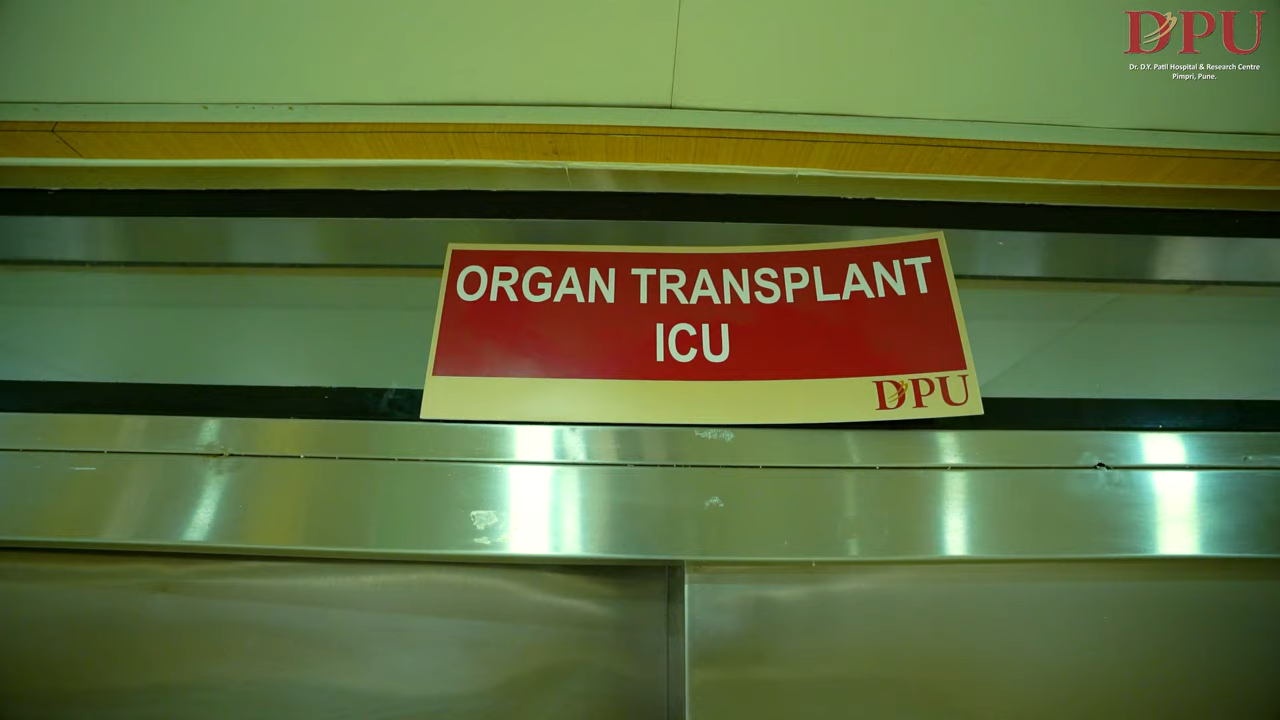 DPU
Dr. D.Y. Patil Hospital & Research Centre
Pimpri, Pune.
ORGAN TRANSPLANT
ICU
DPU